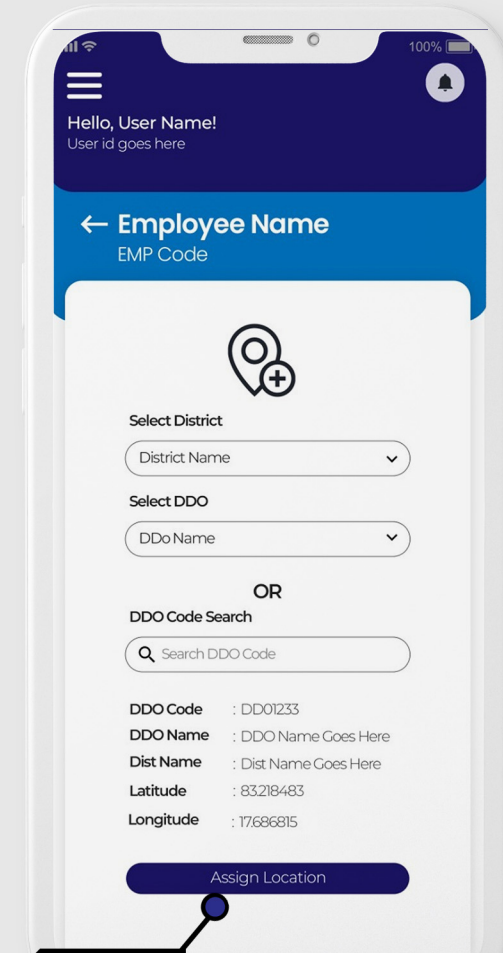 100%
Hello, User Name!
User id goes here
← Employee Name
EMP Code
Select District
District Name
Select DDO
DDo Name
OR
DDO Code Search
Search DDO Code
DDO Code : DD01233
DDO Name : DDO Name Goes Here
Dist Name : Dist Name Goes Here
Latitude : 83.218483
Longitude : 17.686815
Assign Location